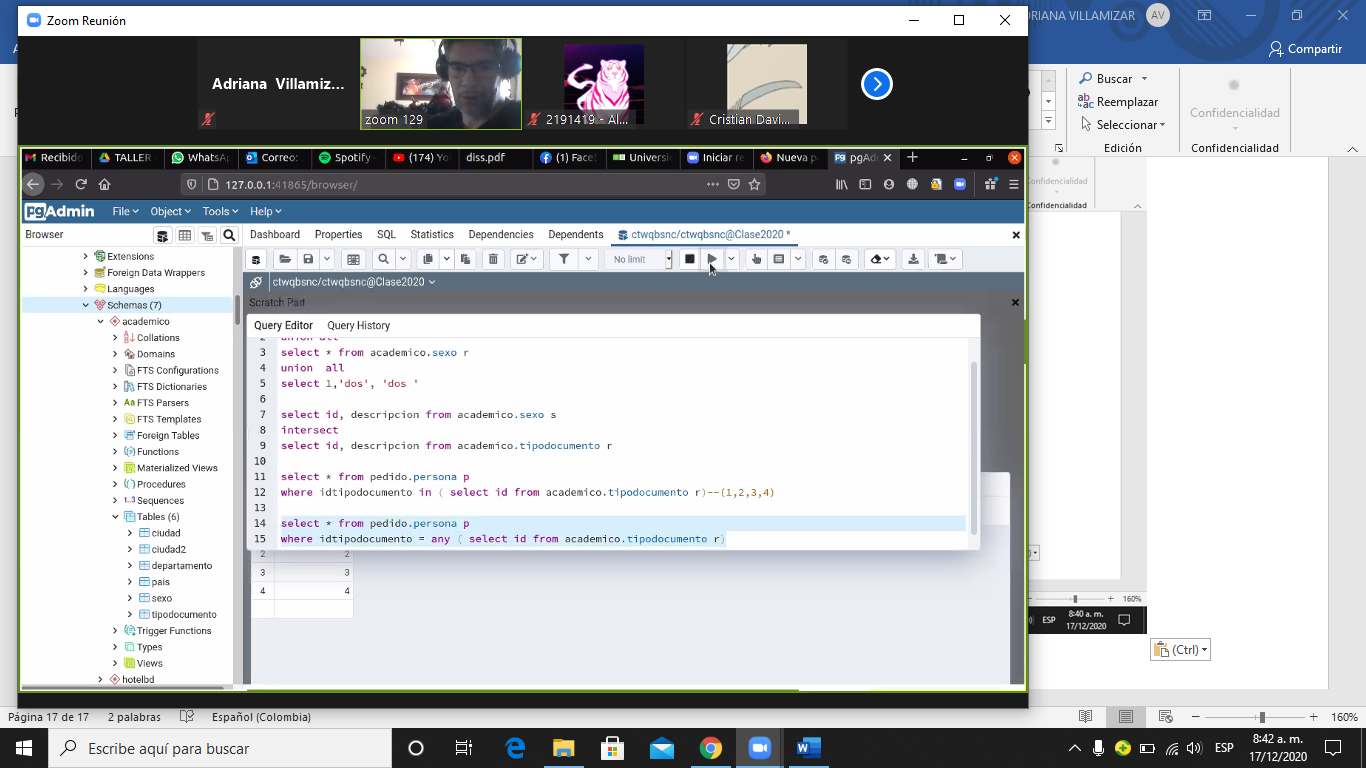 Zoom Reunión
DRIANA VILLAMIZAR
AV
Compartir
Adriana Villamiz...
zoom 129
2191419 - Al...
Cristian Davi...
Buscar
Reemplazar
Seleccionar
Edición
Confidencialidad
Confidencialidad
Recibido
TALLER
WhatsA
Correo:
Spotify
(174) Yo
diss.pdf
(1) Face
Universi
Iniciar re
Nueva p
pgAd
127.0.0.1:41865/browser/
pgAdmin
File
Object
Tools
Help
Browser
Dashboard
Properties
SQL
Statistics
Dependencies
Dependents
ctwqbsnc/ctwqbsnc@Clase2020 *
No limit
ctwqbsnc/ctwqbsnc@Clase2020
Scratch Pad
Query Editor
Query History
Extensions
Foreign Data Wrappers
Languages
Schemas (7)
academico
Collations
Domains
FTS Configurations
FTS Dictionaries
FTS Parsers
FTS Templates
Foreign Tables
Functions
Materialized Views
Procedures
Sequences
Tables (6)
ciudad
ciudad2
departamento
pais
sexo
tipodocumento
Trigger Functions
Types
Views
hotelbd
2 union all
3 select * from academico.sexo r
4 union  all
5 select 1,'dos', 'dos '
6
7 select id, descripcion from academico.sexo s
8 intersect
9 select id, descripcion from academico.tipodocumento r
10
11 select * from pedido.persona p
12 where idtipodocumento in ( select id from academico.tipodocumento r)--(1,2,3,4)
13
14 select * from pedido.persona p
15 where idtipodocumento = any ( select id from academico.tipodocumento r)
2 2
3 3
4 4
Confidencialidad
Confidencialidad
160%
ESP
8:40 a. m.
17/12/2020
(Ctrl)
Página 17 de 17
2 palabras
Español (Colombia)
160%
Escribe aquí para buscar
ESP
8:42 a. m.
17/12/2020